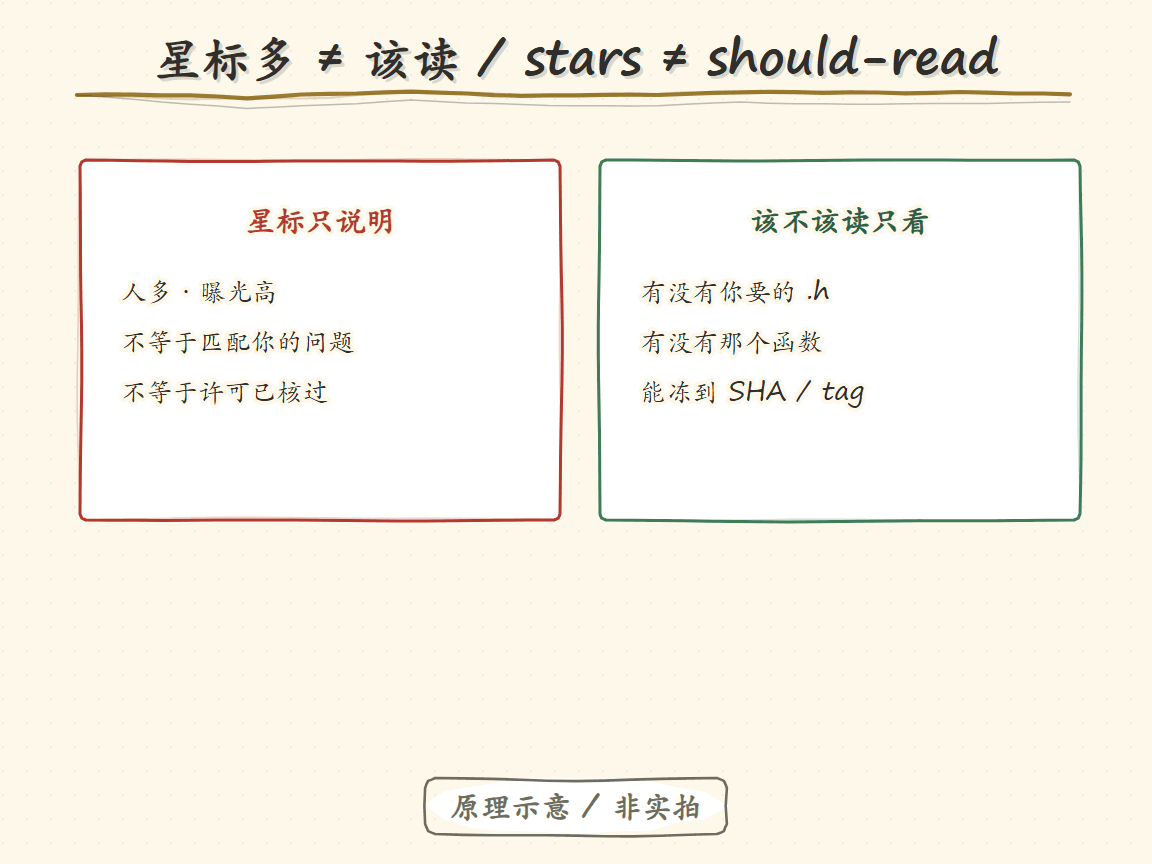 星标多 ≠ 该读 / stars ≠ should-read
星标只说明
人多 · 曝光高
不等于匹配你的问题
不等于许可已核过
该不该读只看
有没有你要的 .h
有没有那个函数
能冻到 SHA / tag
原理示意 / 非实拍